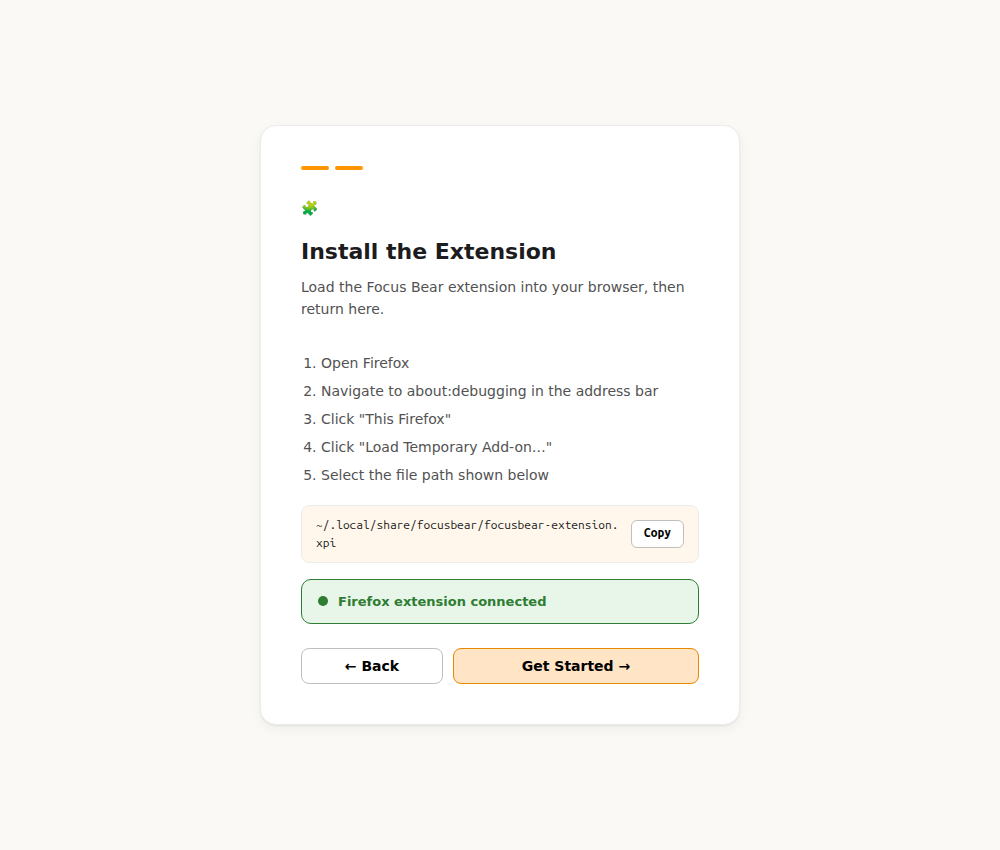 Install the Extension
Load the Focus Bear extension into your browser, then
return here.
1. Open Firefox
2. Navigate to about:debugging in the address bar
3. Click "This Firefox"
4. Click "Load Temporary Add-on…"
5. Select the file path shown below
~/.local/share/focusbear/focusbear-extension.
xpi
Copy
Firefox extension connected
← Back
Get Started →